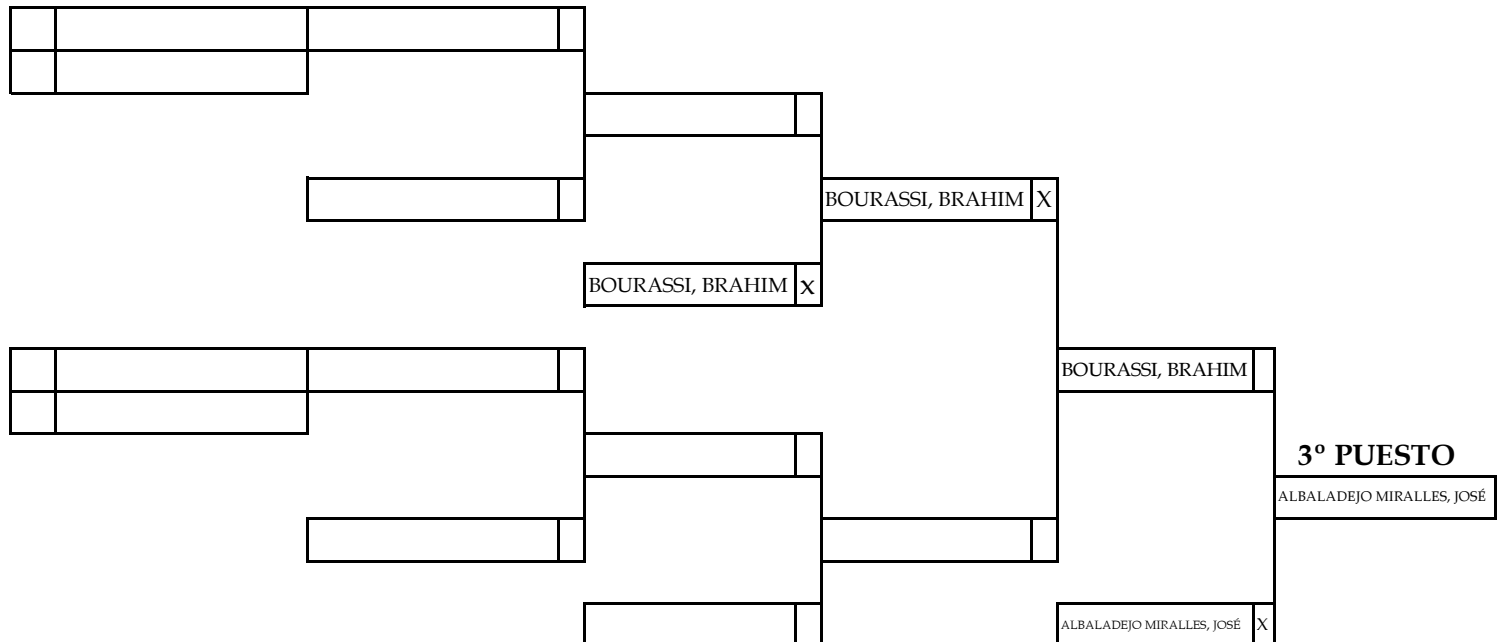 BOURASSI, BRAHIM X
BOURASSI, BRAHIM x
BOURASSI, BRAHIM
3º PUESTO
ALBALADEJO MIRALLES, JOSÉ
ALBALADEJO MIRALLES, JOSÉ X